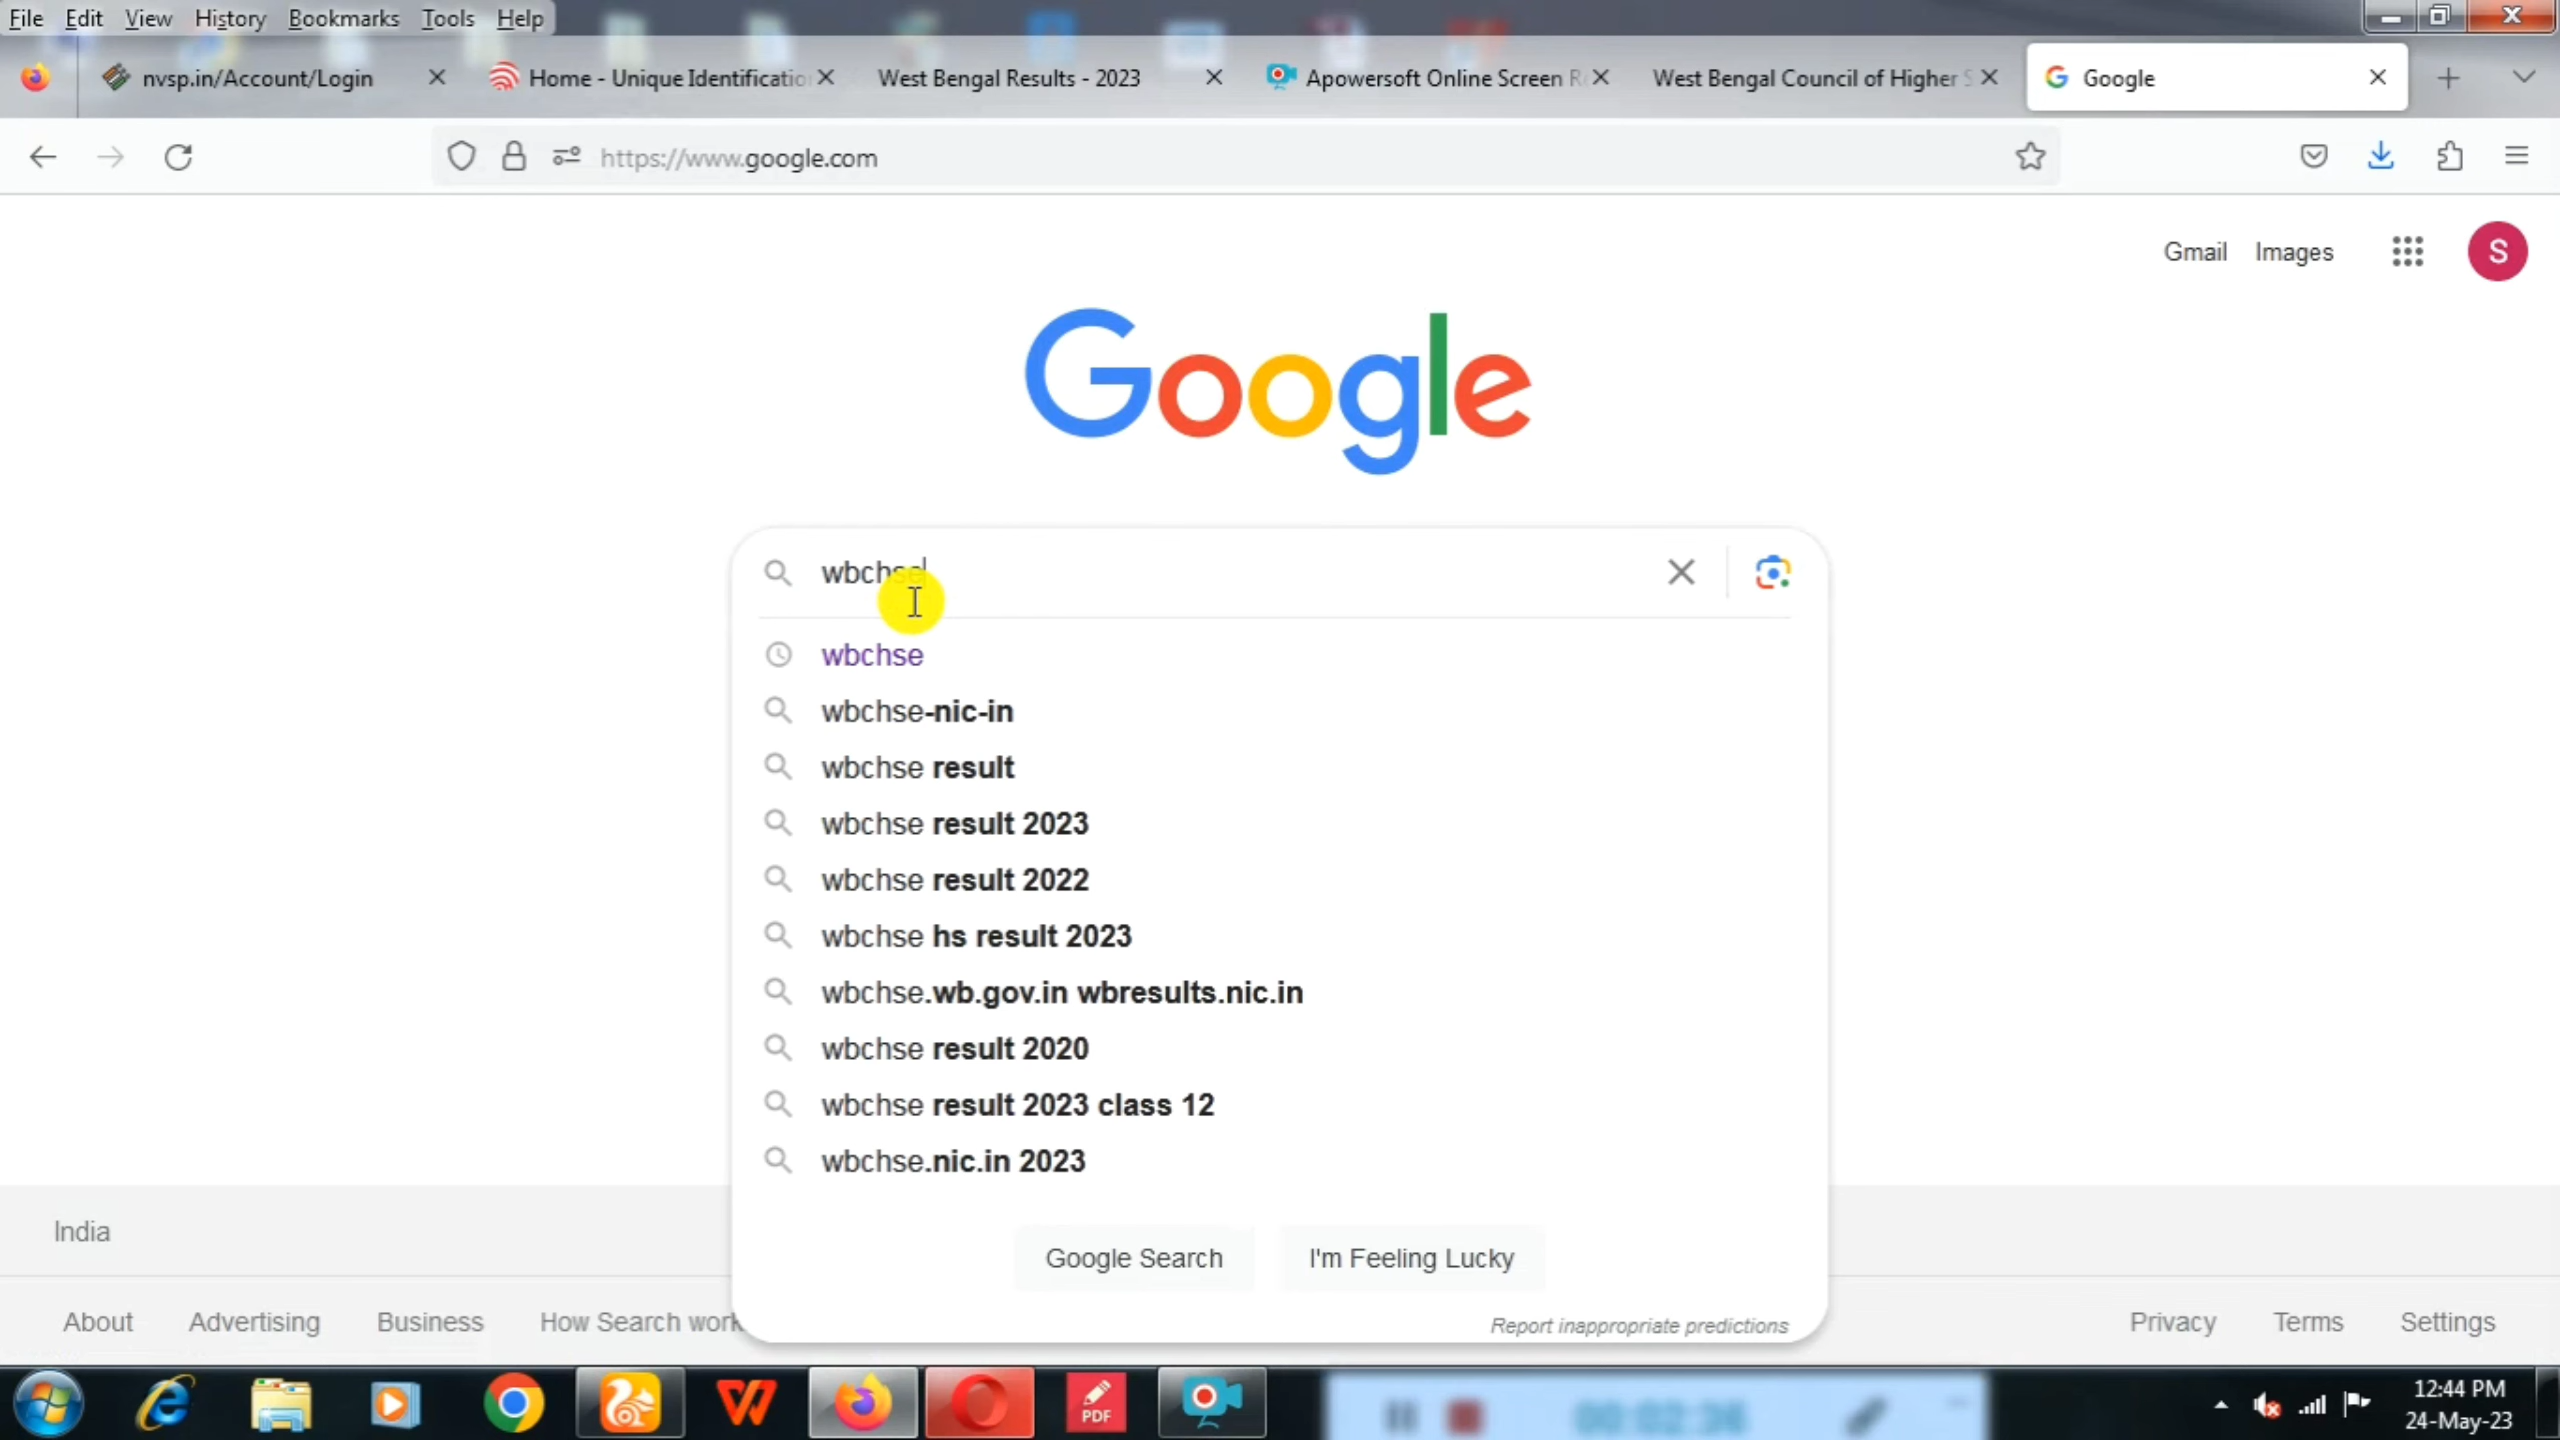 File Edit View History Bookmarks Tools Help
nvsp.in/Account/Login Home - Unique Identificatio West Bengal Results - 2023 Apowersoft Online Screen R West Bengal Council of Higher S Google
https://www.google.com
Gmail Images S
Google
wbchse
wbchse
wbchse-nic-in
wbchse result
wbchse result 2023
wbchse result 2022
wbchse hs result 2023
wbchse.wb.gov.in wbresults.nic.in
wbchse result 2020
wbchse result 2023 class 12
wbchse.nic.in 2023
Google Search I'm Feeling Lucky
Report inappropriate predictions
India
About Advertising Business How Search work Privacy Terms Settings
PDF
00:02:36
12:44 PM
24-May-23